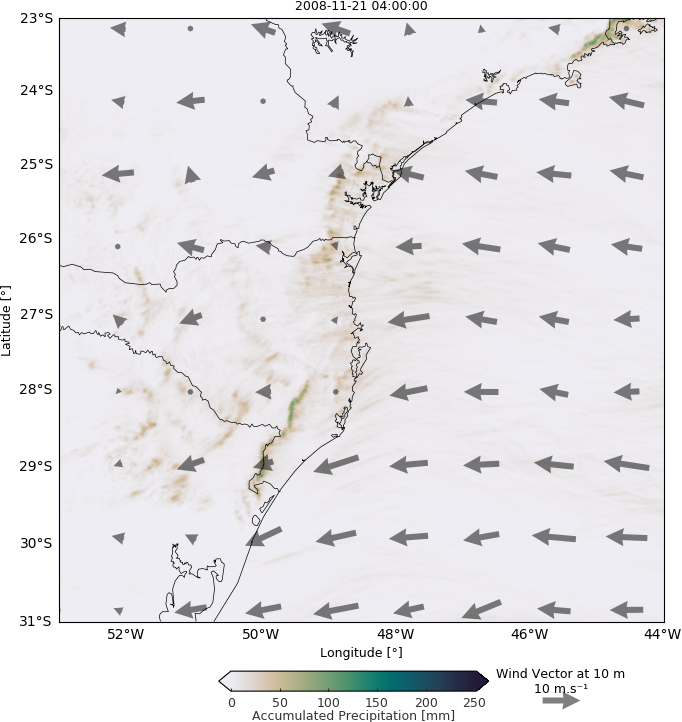 2008-11-21 04:00:00
23°S
24°S
25°S
26°S
27°S
28°S
29°S
30°S
31°S
Latitude [°]
52°W 50°W 48°W 46°W 44°W
Longitude [°]
0 50 100 150 200 250
Accumulated Precipitation [mm]
Wind Vector at 10 m
10 m.s⁻¹